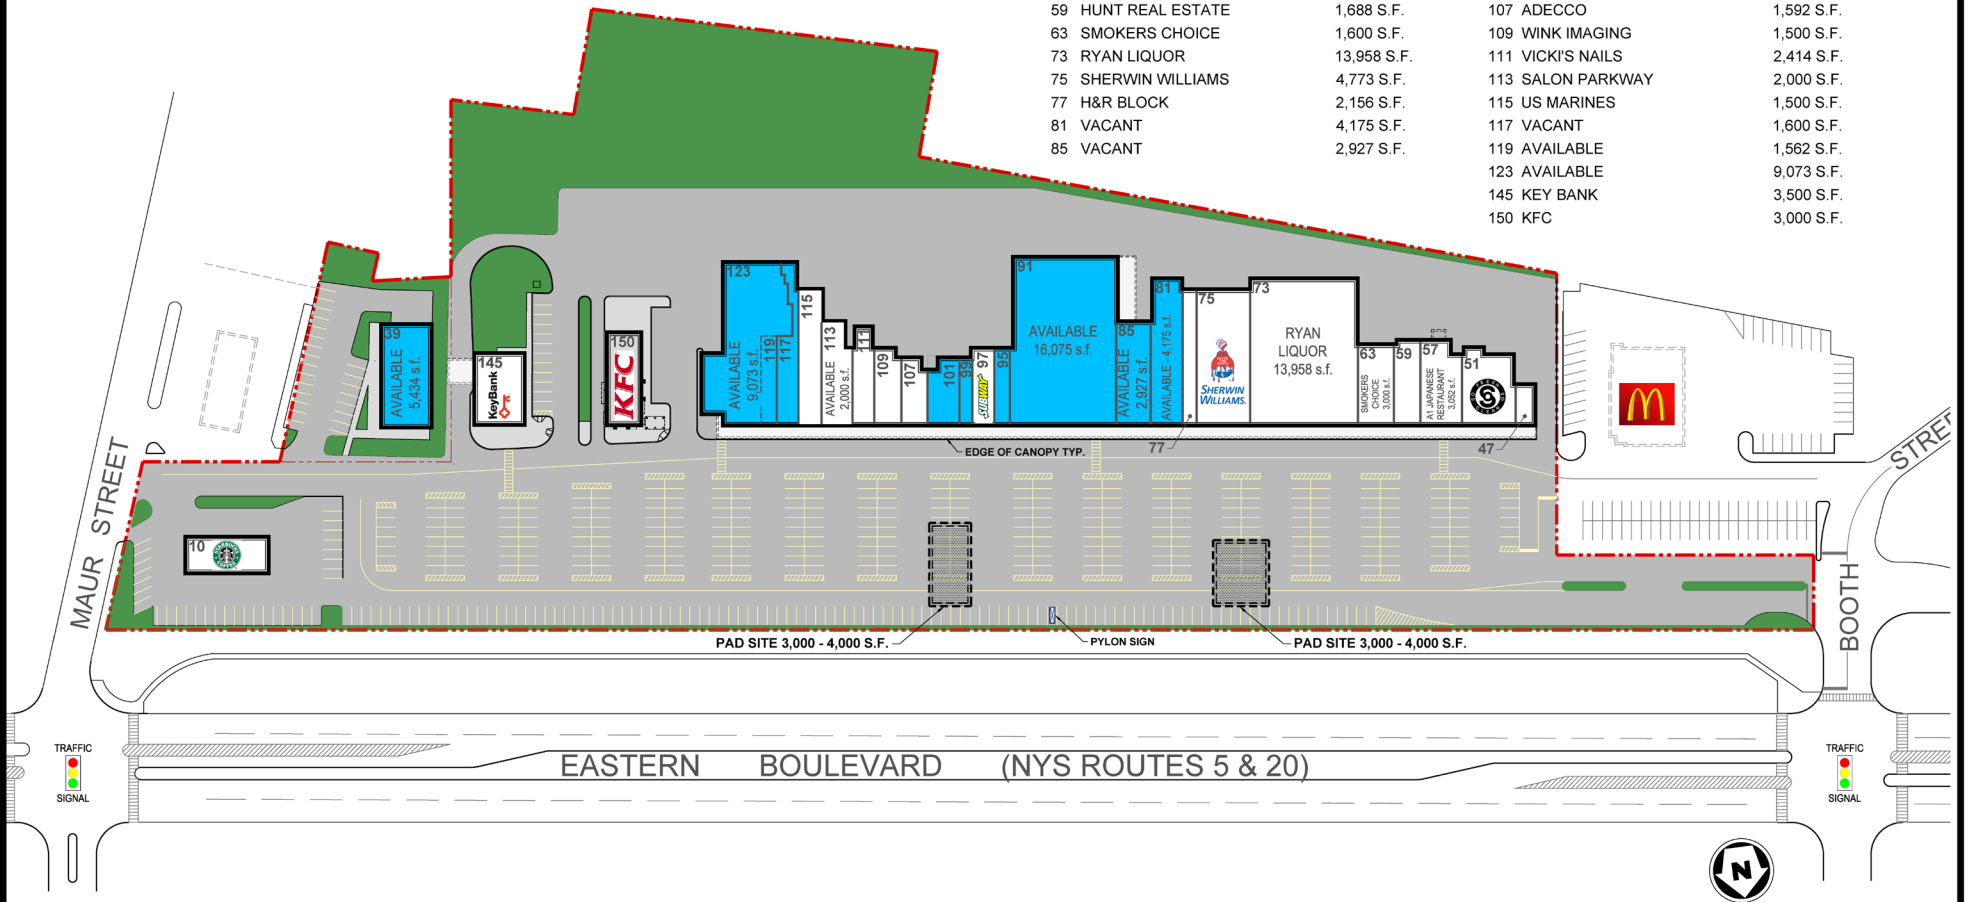 59 HUNT REAL ESTATE 1,688 S.F.
63 SMOKERS CHOICE 1,600 S.F.
73 RYAN LIQUOR 13,958 S.F.
75 SHERWIN WILLIAMS 4,773 S.F.
77 H&R BLOCK 2,156 S.F.
81 VACANT 4,175 S.F.
85 VACANT 2,927 S.F.
107 ADECCO 1,592 S.F.
109 WINK IMAGING 1,500 S.F.
111 VICKI'S NAILS 2,414 S.F.
113 SALON PARKWAY 2,000 S.F.
115 US MARINES 1,500 S.F.
117 VACANT 1,600 S.F.
119 AVAILABLE 1,562 S.F.
123 AVAILABLE 9,073 S.F.
145 KEY BANK 3,500 S.F.
150 KFC 3,000 S.F.
39
AVAILABLE
5,434 s.f.
145
KeyBank
150
KFC
123
AVAILABLE
9,073 s.f.
119
117
115
113
AVAILABLE
2,000 s.f.
111
109
107
101
99
97
SUBWAY
95
91
AVAILABLE
16,075 s.f.
85
AVAILABLE
2,927 s.f.
81
AVAILABLE - 4,175 s.f.
75
SHERWIN
WILLIAMS.
73
RYAN
LIQUOR
13,958 s.f.
63
SMOKERS
CHOICE
3,000 s.f.
59
57
A1 JAPANESE
RESTAURANT
3,052 s.f.
51
77
47
EDGE OF CANOPY TYP.
10
PAD SITE 3,000 - 4,000 S.F.
PYLON SIGN
PAD SITE 3,000 - 4,000 S.F.
MAUR STREET
BOOTH
STREE
EASTERN BOULEVARD (NYS ROUTES 5 & 20)
TRAFFIC
SIGNAL
TRAFFIC
SIGNAL
N